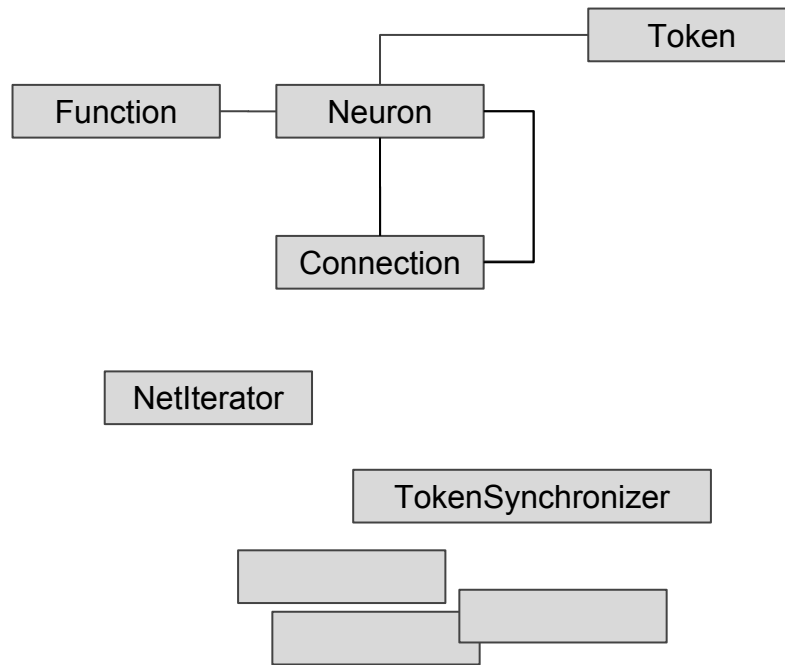 Token
Function
Neuron
Connection
NetIterator
TokenSynchronizer